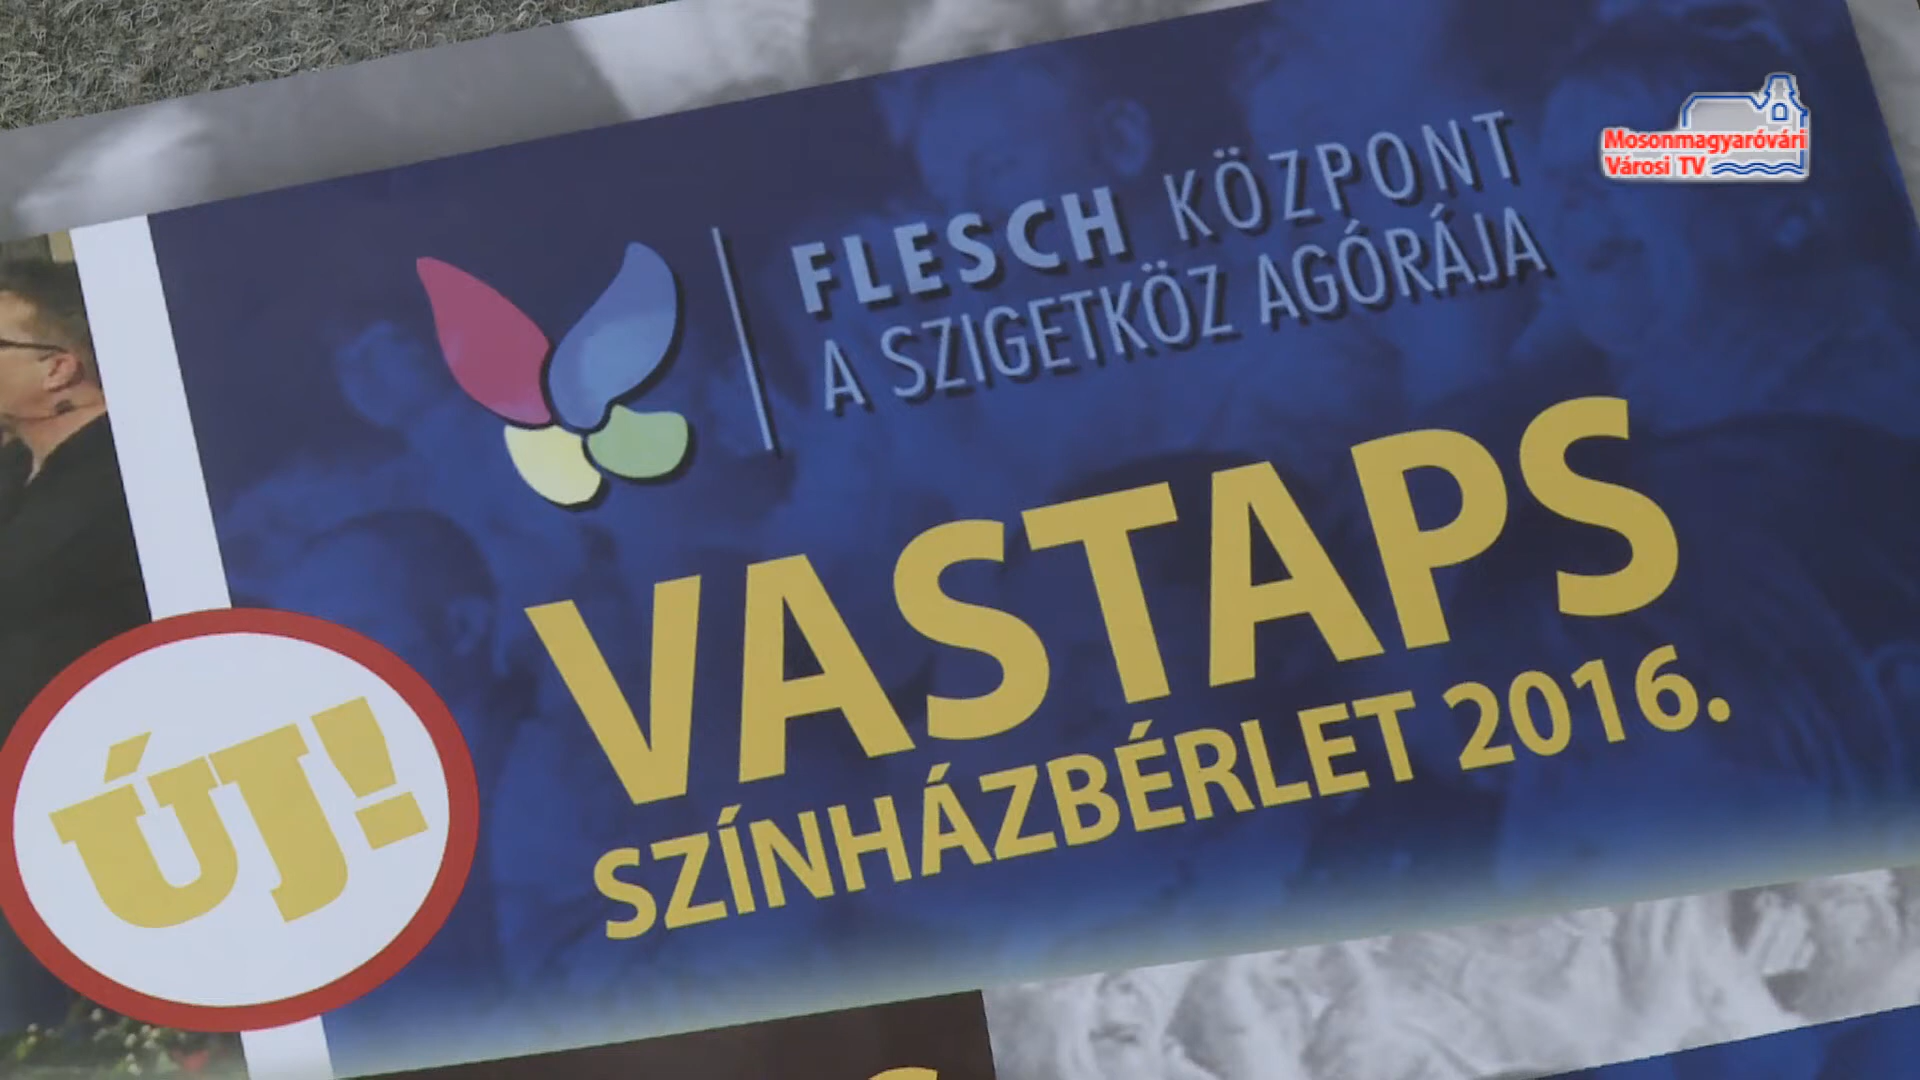 Mosonmagyaróvári
Városi TV
FLESCH KÖZPONT
A SZIGETKÖZ AGÓRÁJA
VASTAPS
SZÍNHÁZBÉRLET 2016.
ÚJ!